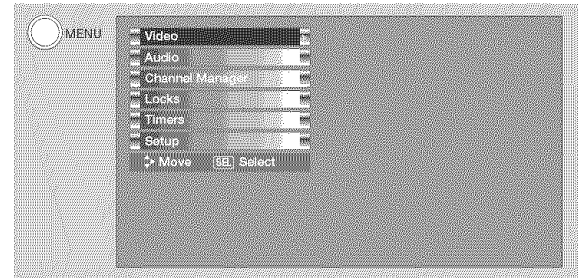 MENU
Video
Audio
Channel Manager
Locks
Timers
Setup
Move SEL Select